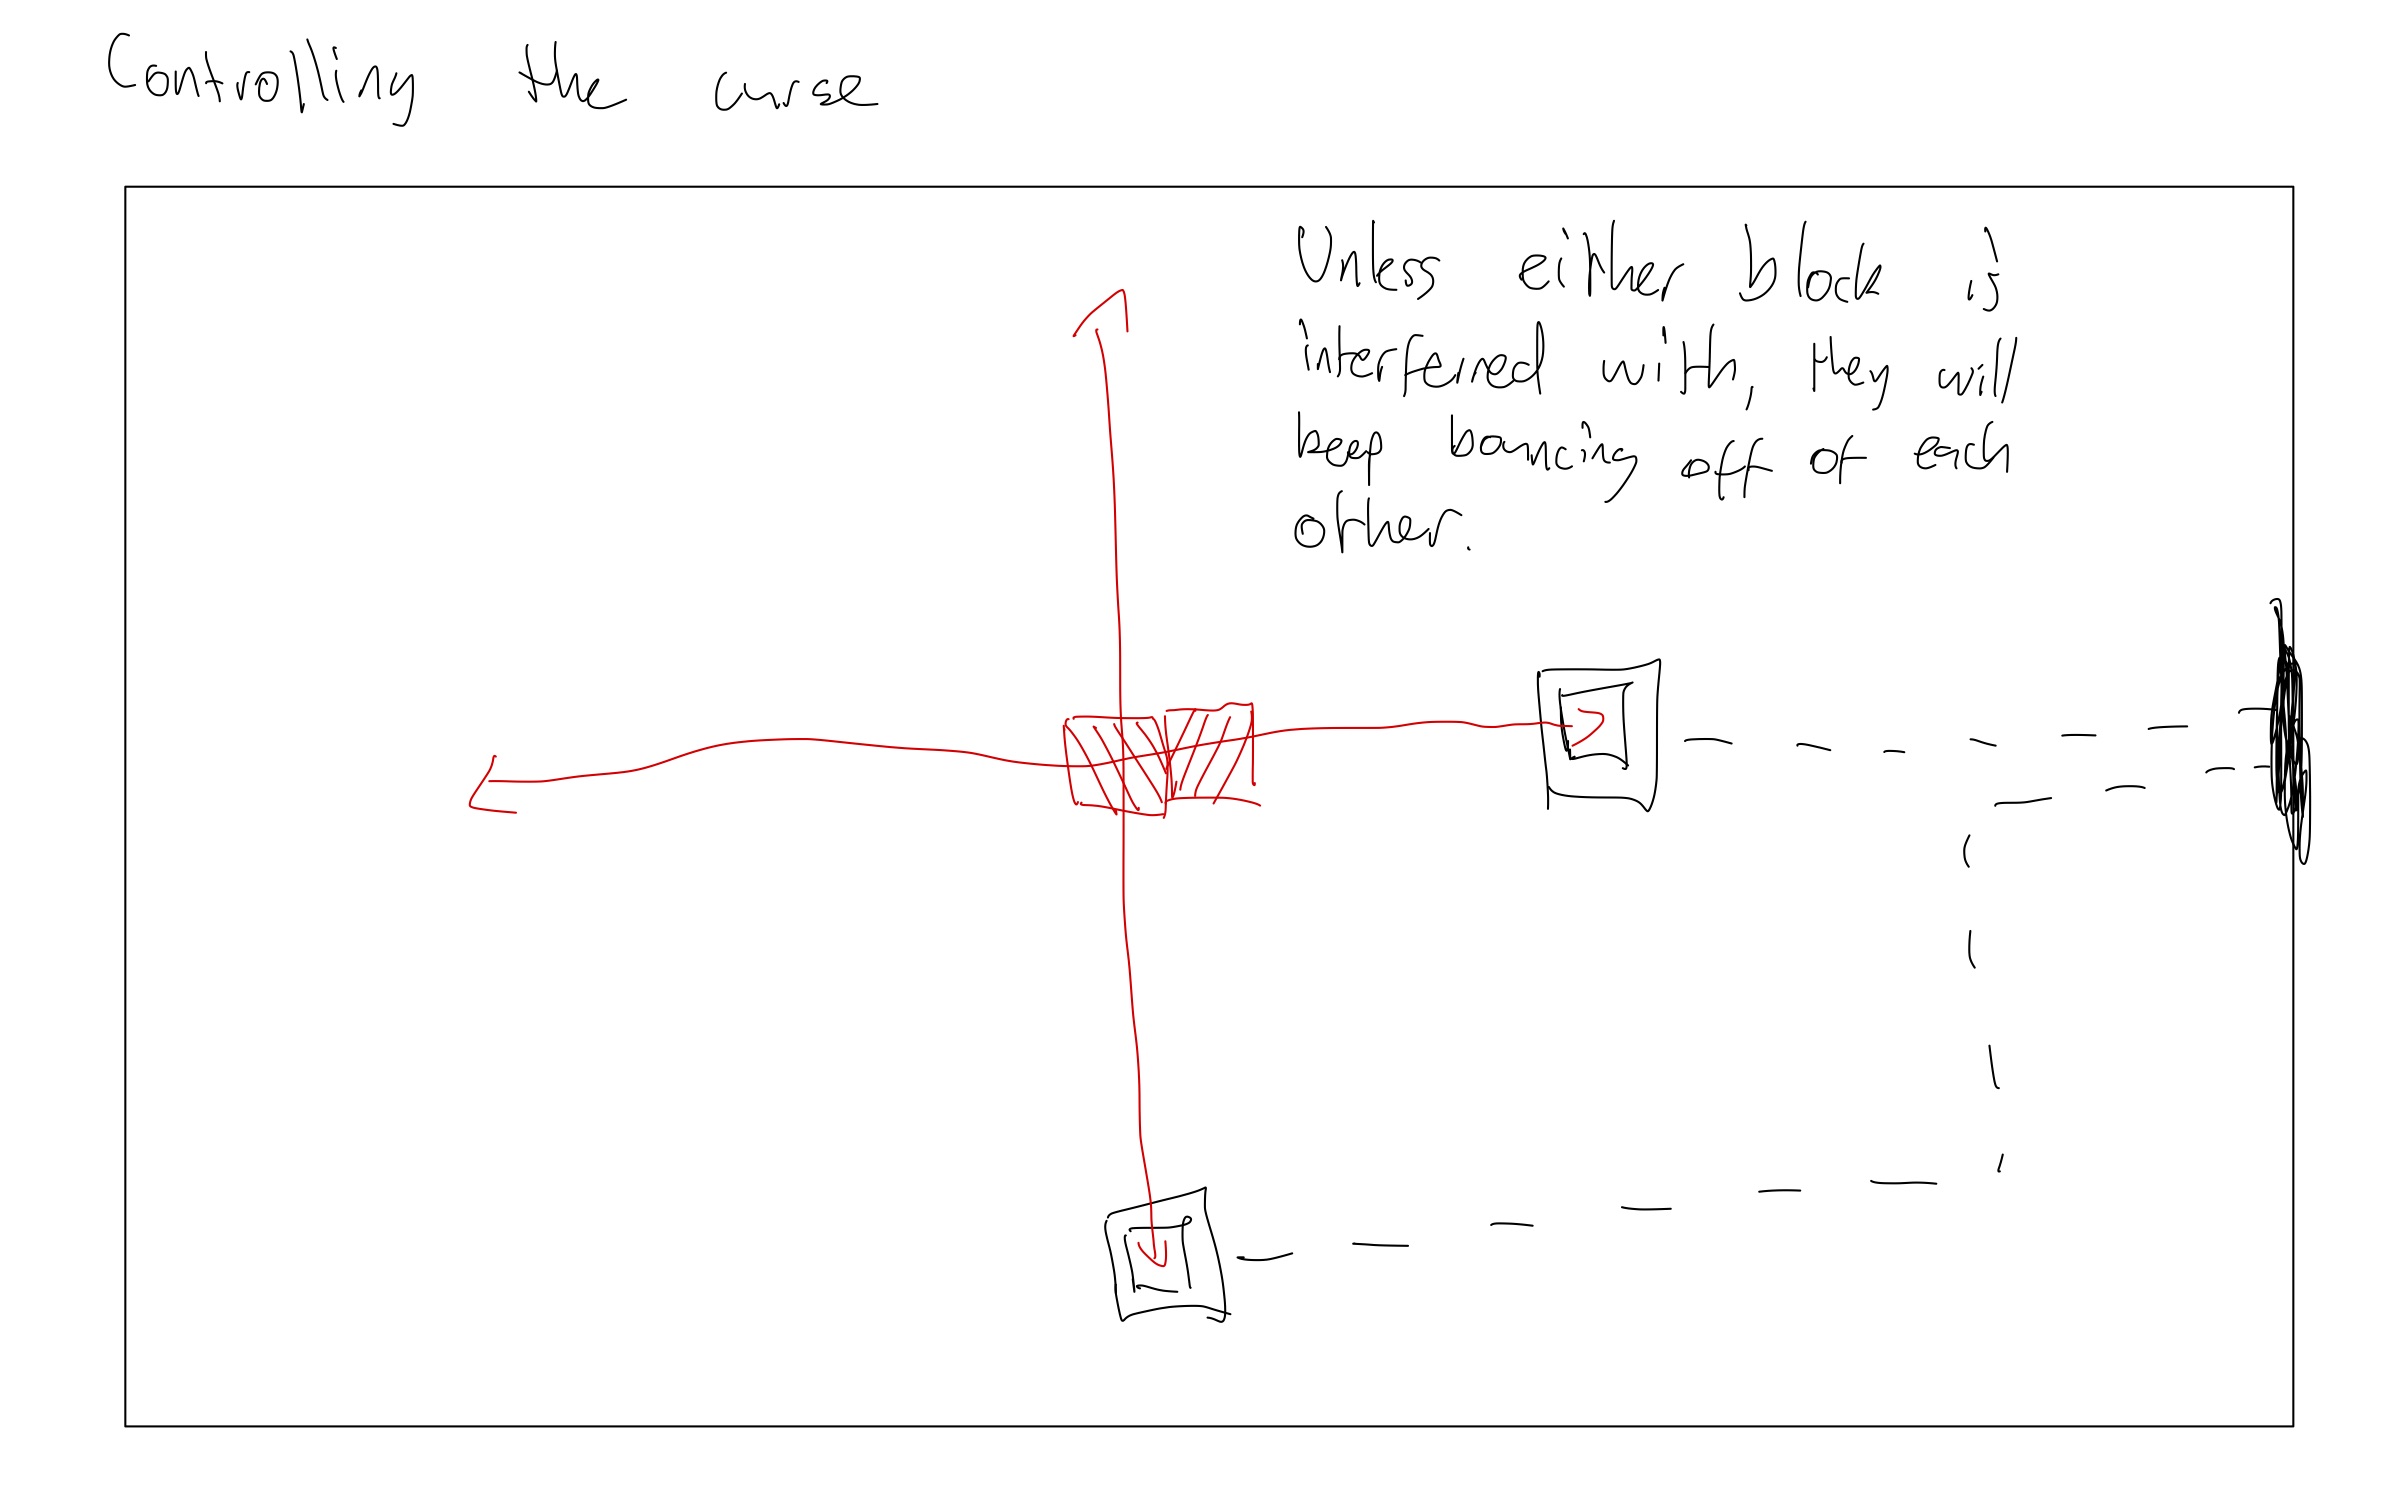 Controlling the curse
Unless either block is
interfered with, they will
keep bouncing off of each
other.